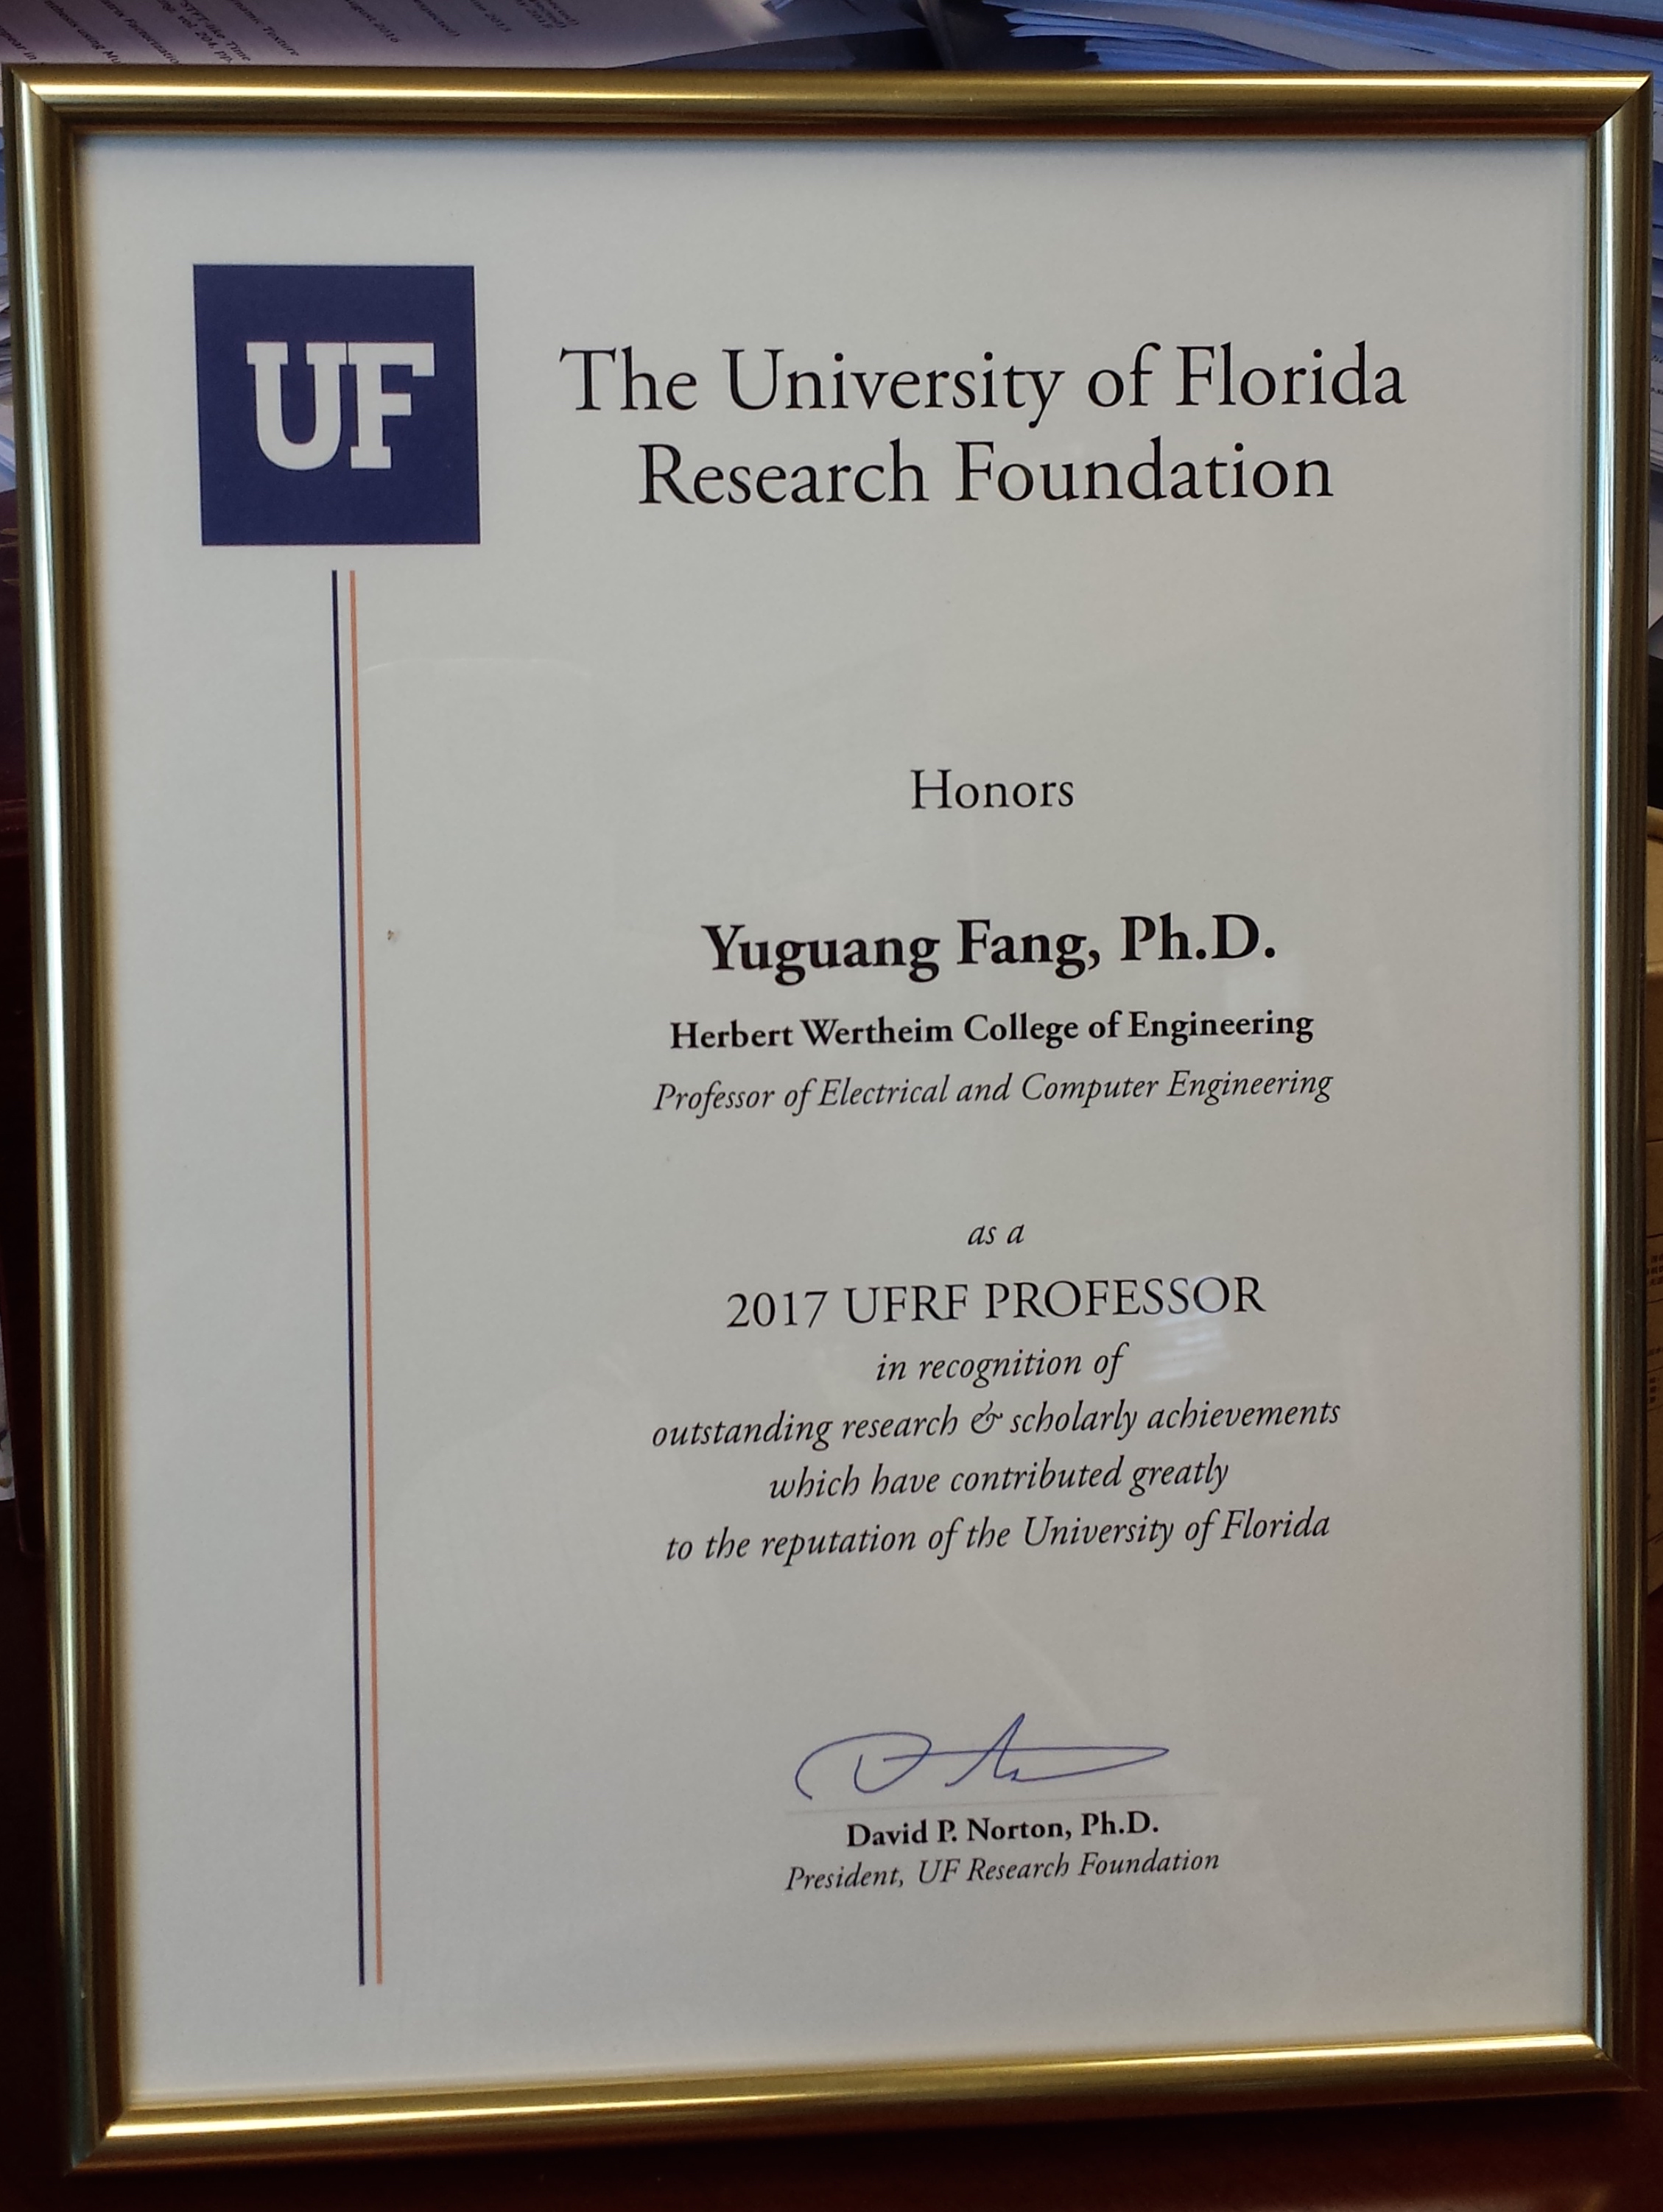 UF
The University of Florida
Research Foundation
Honors
Yuguang Fang, Ph.D.
Herbert Wertheim College of Engineering
Professor of Electrical and Computer Engineering
as a
2017 UFRF PROFESSOR
in recognition of
outstanding research & scholarly achievements
which have contributed greatly
to the reputation of the University of Florida
David P. Norton, Ph.D.
President, UF Research Foundation